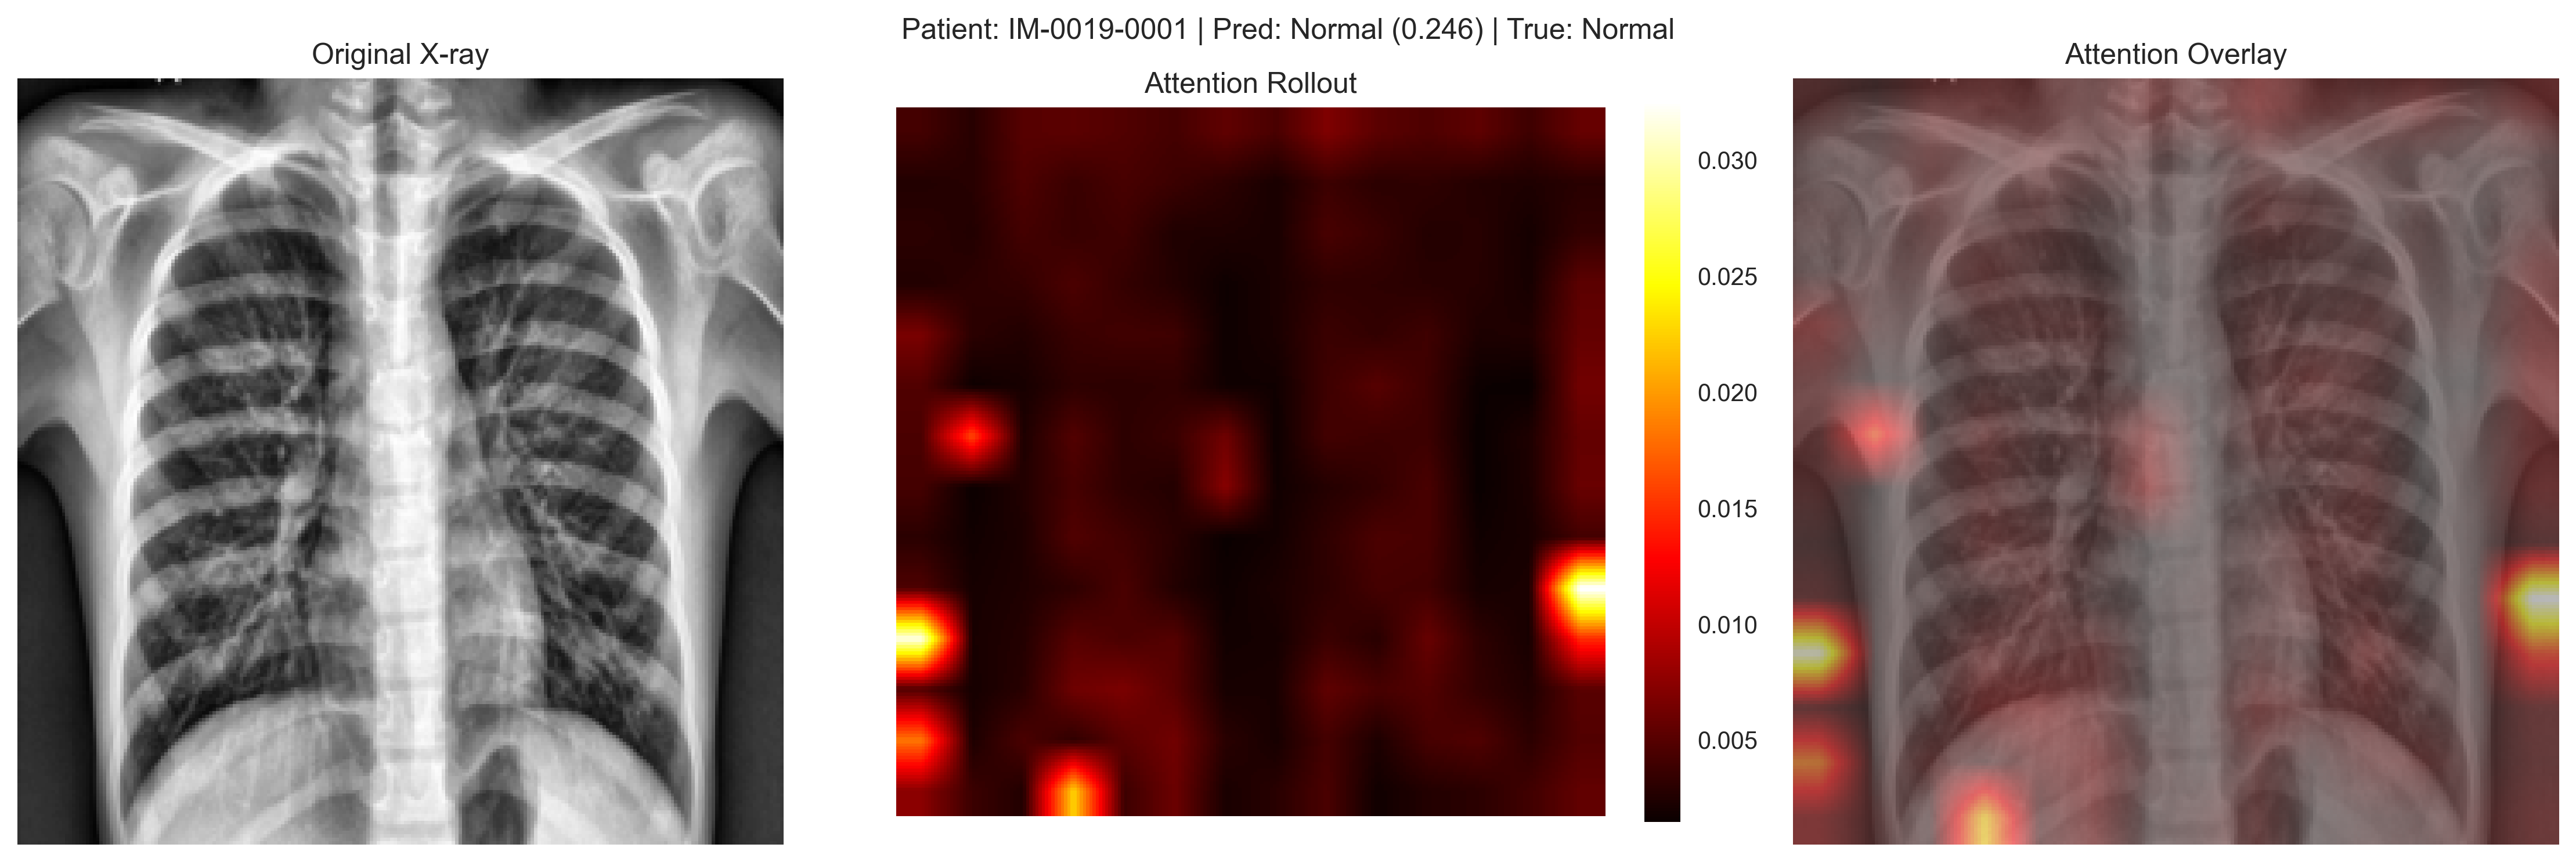 Patient: IM-0019-0001 | Pred: Normal (0.246) | True: Normal
Original X-ray
Attention Rollout
Attention Overlay
0.030
0.025
0.020
0.015
0.010
0.005